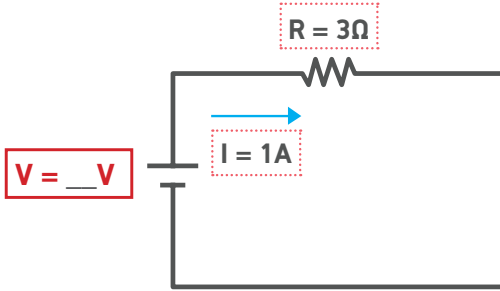 R = 3Ω
I = 1A
V = __V